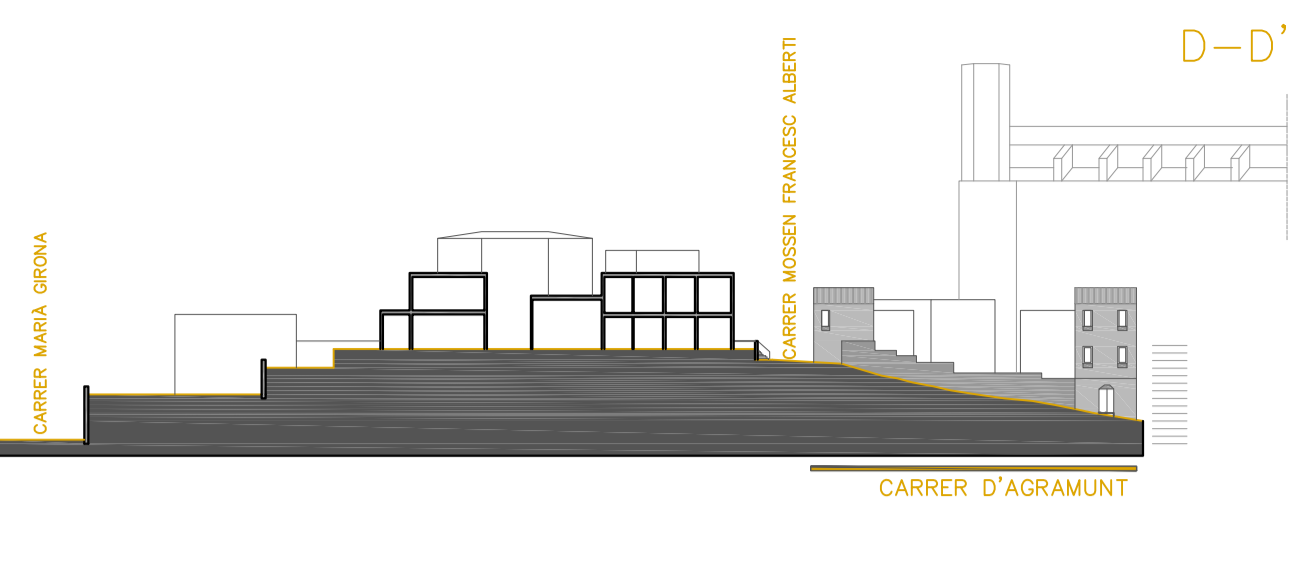 D-D'
CARRER MARIÀ GIRONA
CARRER MOSSEN FRANCESC ALBERTI
CARRER D'AGRAMUNT